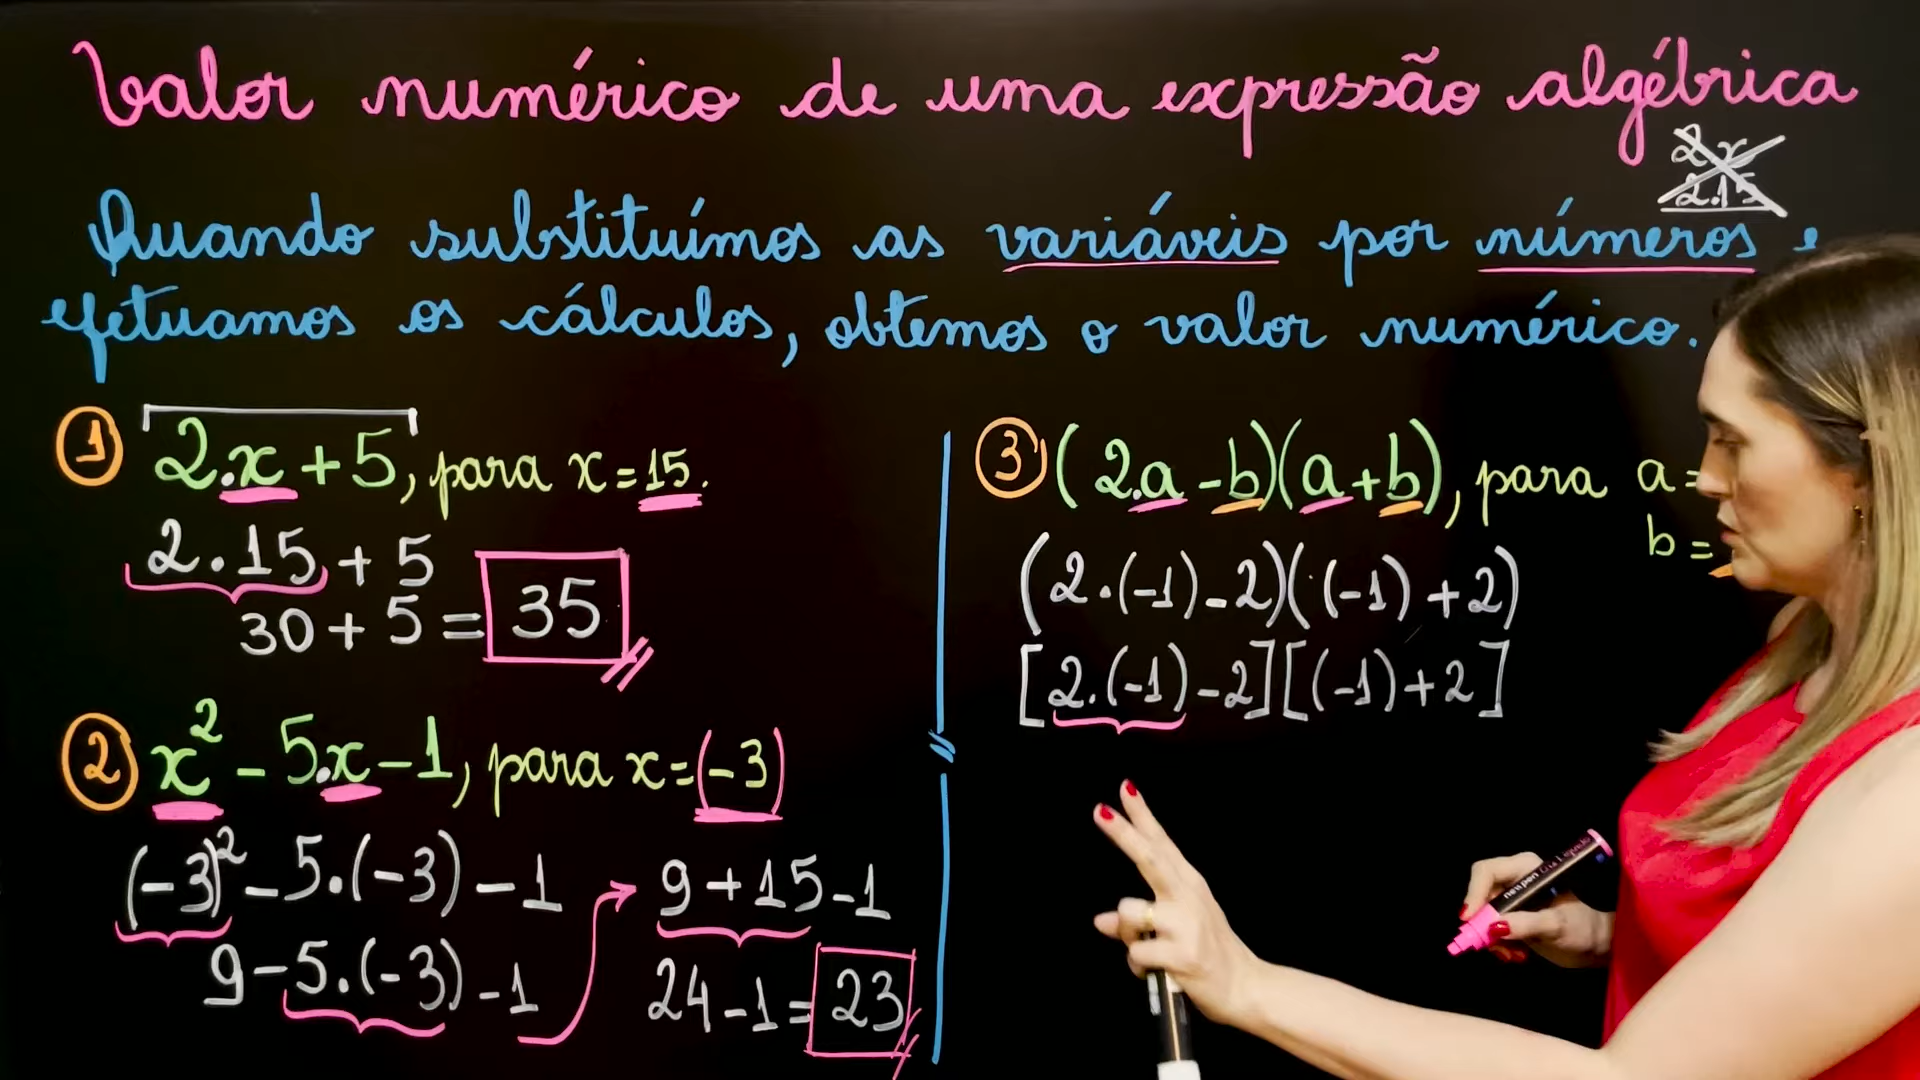 Valor numérico de uma expressão algébrica
2x
2.15
Quando substituímos as variáveis por números e
efetuamos os cálculos, obtemos o valor numérico.
① 2.x + 5, para x = 15.
2.15 + 5
30 + 5 = 35
② x² - 5.x - 1, para x = (-3)
(-3)² - 5.(-3) - 1
9 - 5.(-3) - 1
9 + 15 - 1
24 - 1 = 23
③ (2.a - b)(a + b), para a =
b =
(2.(-1) - 2)((-1) + 2)
[2.(-1) - 2][(-1) + 2]